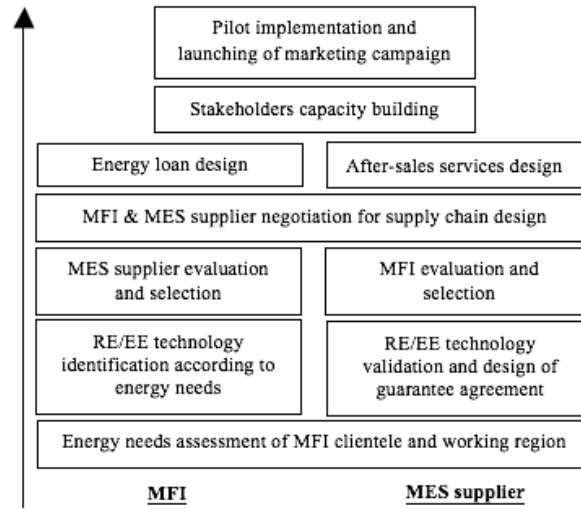 Pilot implementation and
launching of marketing campaign
Stakeholders capacity building
Energy loan design
After-sales services design
MFI & MES supplier negotiation for supply chain design
MES supplier evaluation
and selection
MFI evaluation and
selection
RE/EE technology
identification according to
energy needs
RE/EE technology
validation and design of
guarantee agreement
Energy needs assessment of MFI clientele and working region
MFI
MES supplier